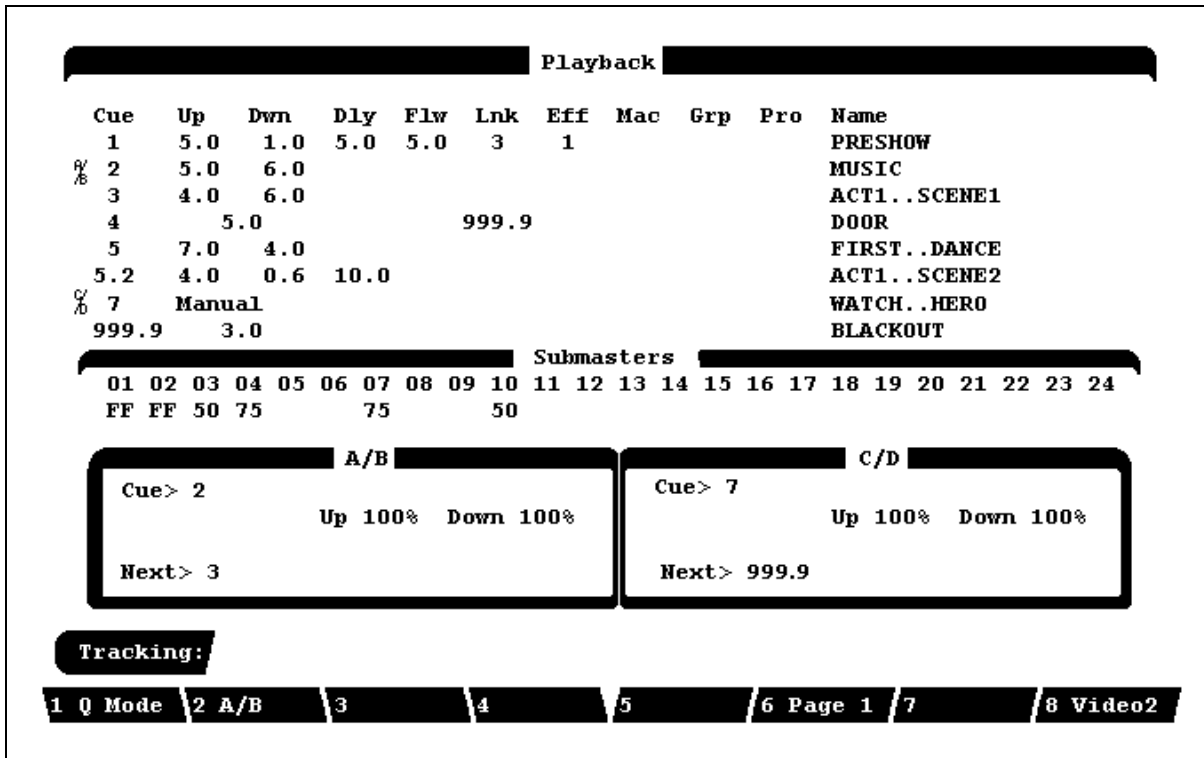 Playback
Cue Up Dwn Dly Flw Lnk Eff Mac Grp Pro Name
1 5.0 1.0 5.0 5.0 3 1 PRESHOW
A/B 2 5.0 6.0 MUSIC
3 4.0 6.0 ACT1..SCENE1
4 5.0 999.9 DOOR
5 7.0 4.0 FIRST..DANCE
5.2 4.0 0.6 10.0 ACT1..SCENE2
C/D 7 Manual WATCH..HERO
999.9 3.0 BLACKOUT
Submasters
01 02 03 04 05 06 07 08 09 10 11 12 13 14 15 16 17 18 19 20 21 22 23 24
FF FF 50 75 75 50
A/B
Cue> 2
Up 100% Down 100%
Next> 3
C/D
Cue> 7
Up 100% Down 100%
Next> 999.9
Tracking:
1 Q Mode 2 A/B 3 4 5 6 Page 1 7 8 Video2